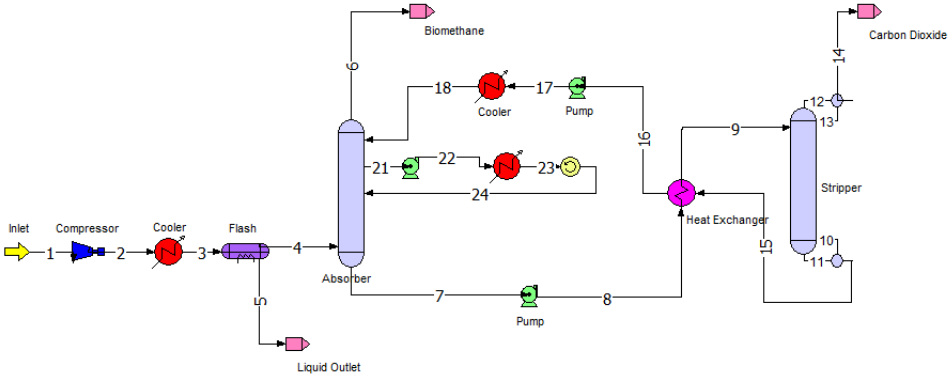 Biomethane
Carbon Dioxide
6
14
18
17
12
13
Cooler
Pump
16
9
21
22
23
24
Stripper
Inlet
Compressor
Cooler
Flash
Heat Exchanger
1
2
3
4
Absorber
10
11
15
5
7
8
Pump
Liquid Outlet